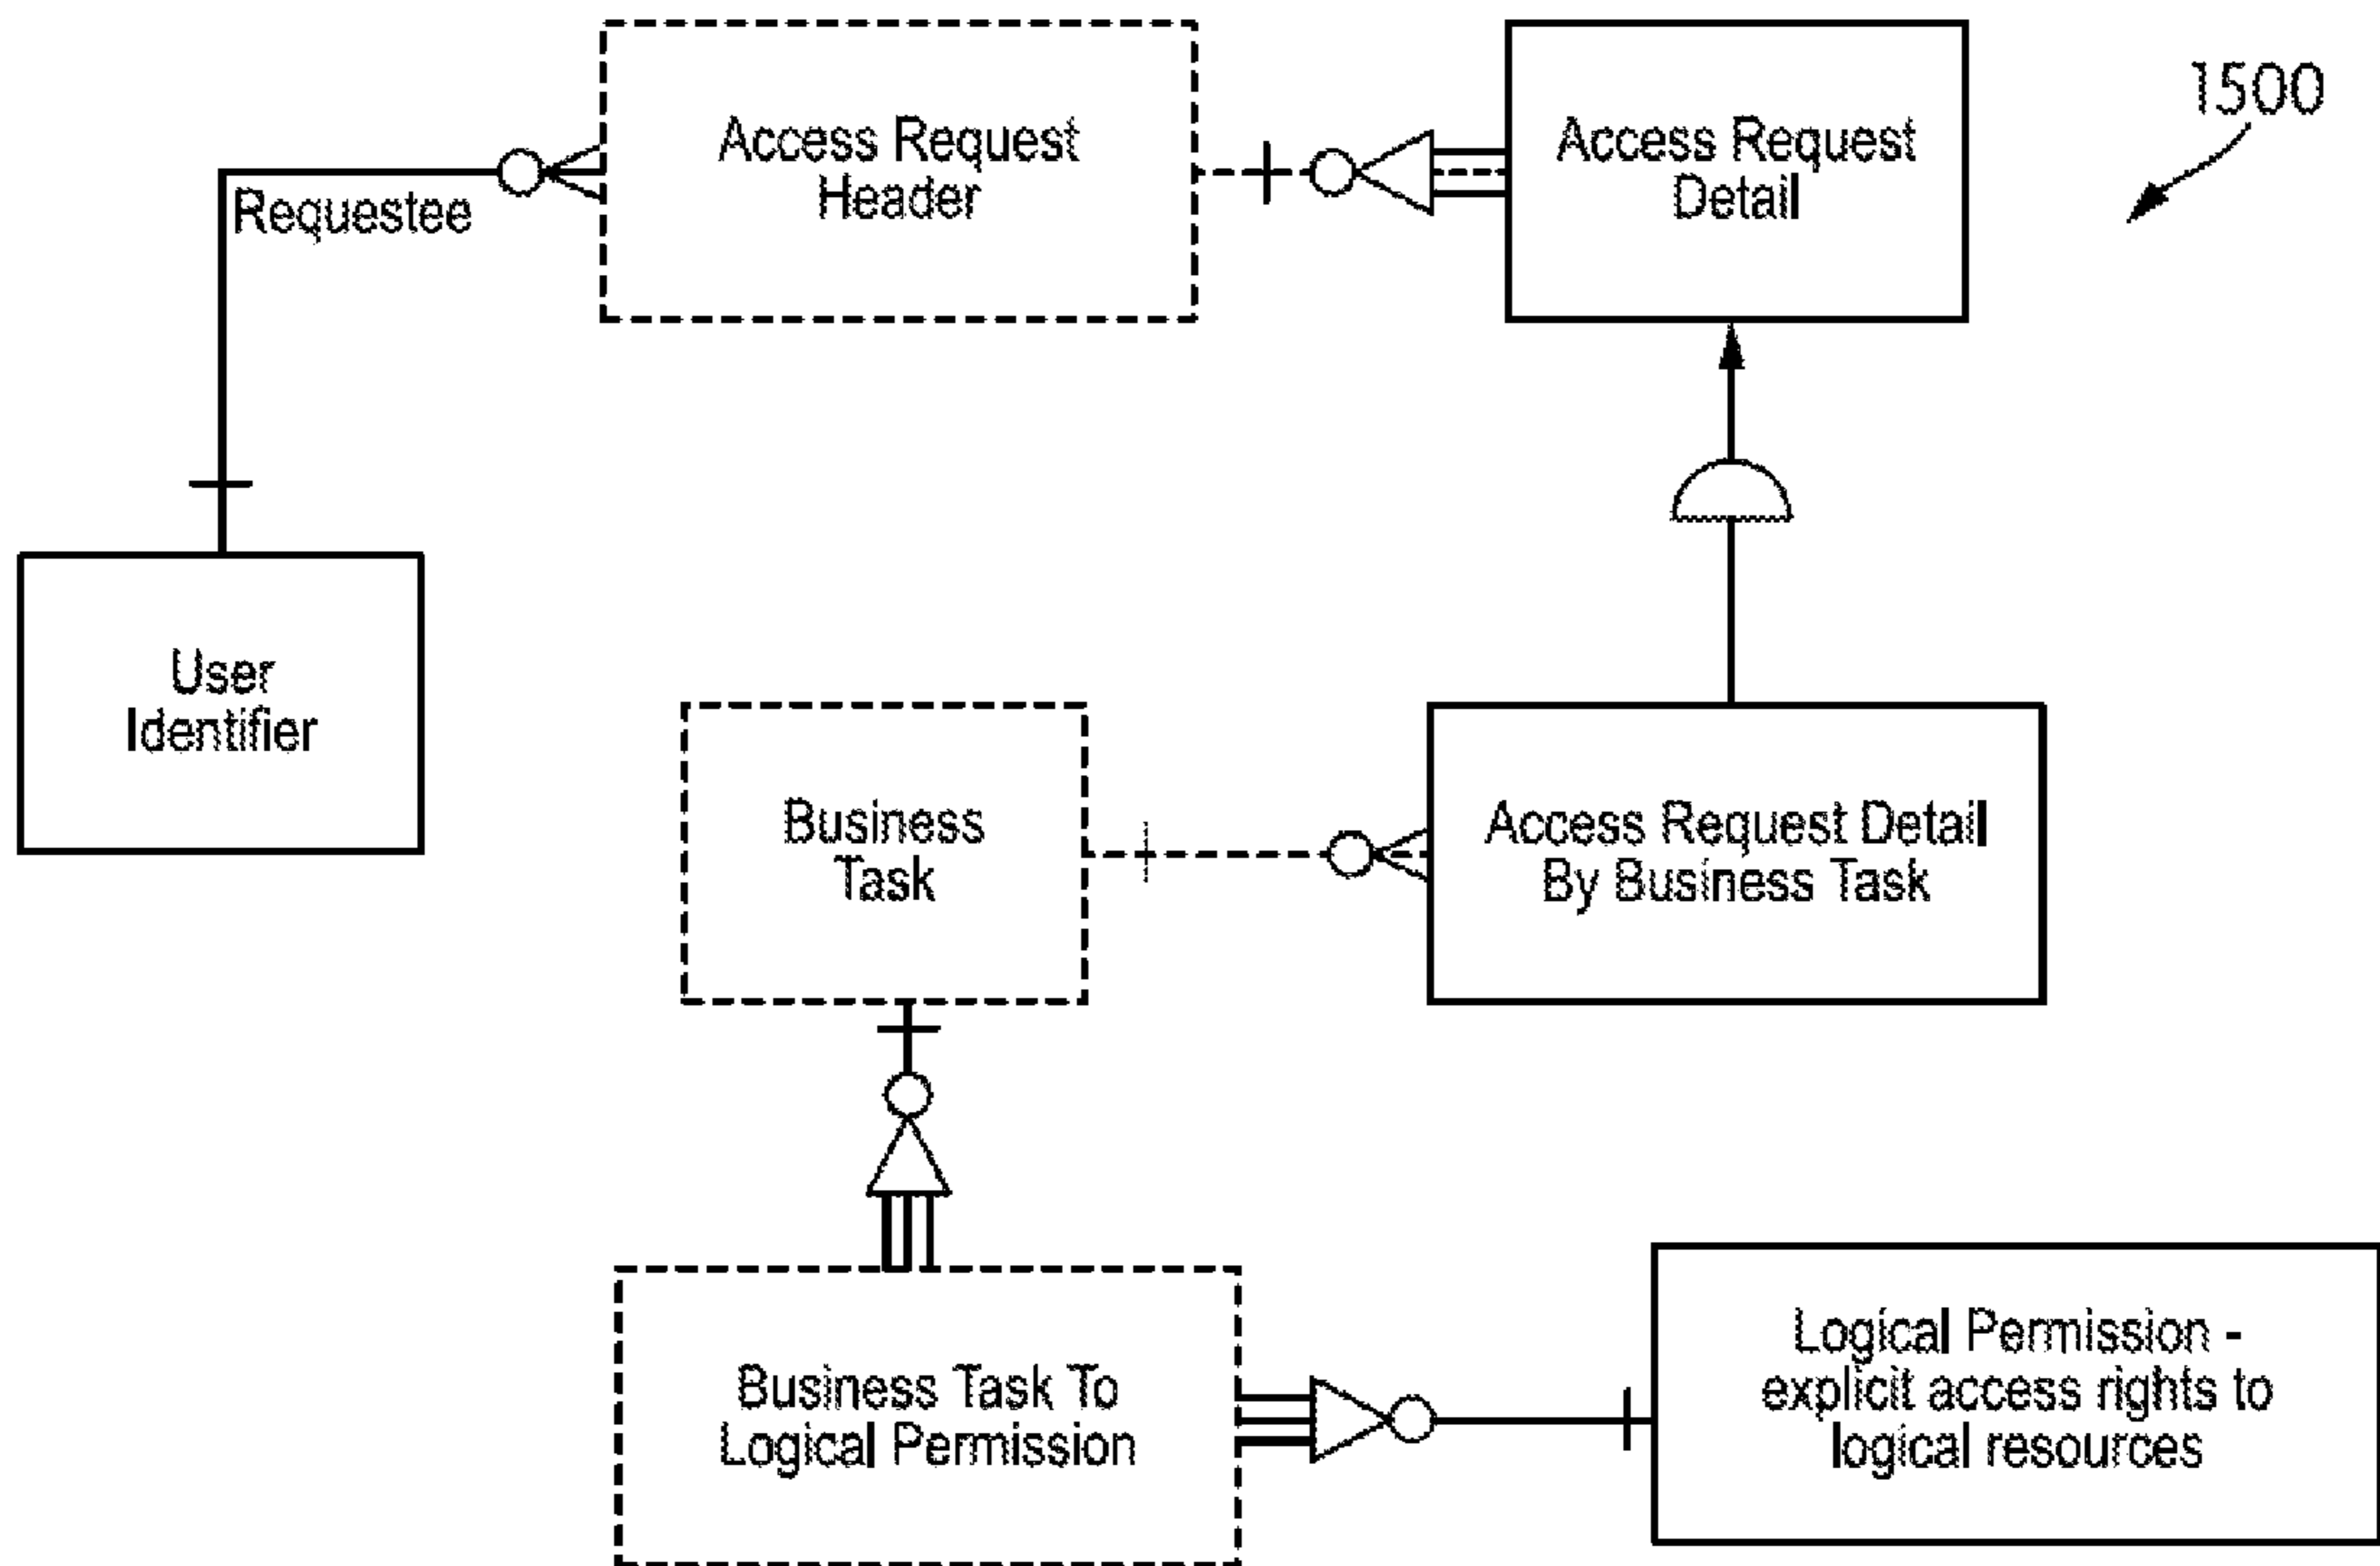 Access Request
Header
Access Request
Detail
1500
Requestee
User
Identifier
Business
Task
Access Request Detail
By Business Task
Business Task To
Logical Permission
Logical Permission -
explicit access rights to
logical resources